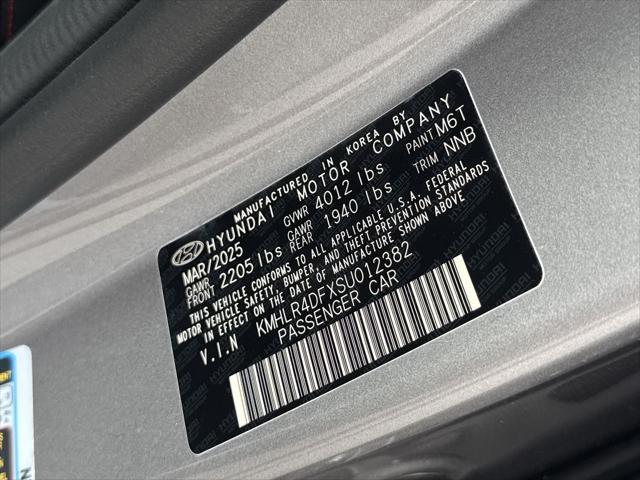 MANUFACTURED IN KOREA BY
HYUNDAI MOTOR COMPANY
MAR/2025 GVWR 4012 lbs PAINT M6T
GAWR FRONT 2205 lbs GAWR REAR 1940 lbs TRIM NNB
THIS VEHICLE CONFORMS TO ALL APPLICABLE U.S.A. FEDERAL
MOTOR VEHICLE SAFETY, BUMPER, AND THEFT PREVENTION STANDARDS
IN EFFECT ON THE DATE OF MANUFACTURE SHOWN ABOVE.
V.I.N KMHLR4DFXSU012382
PASSENGER CAR